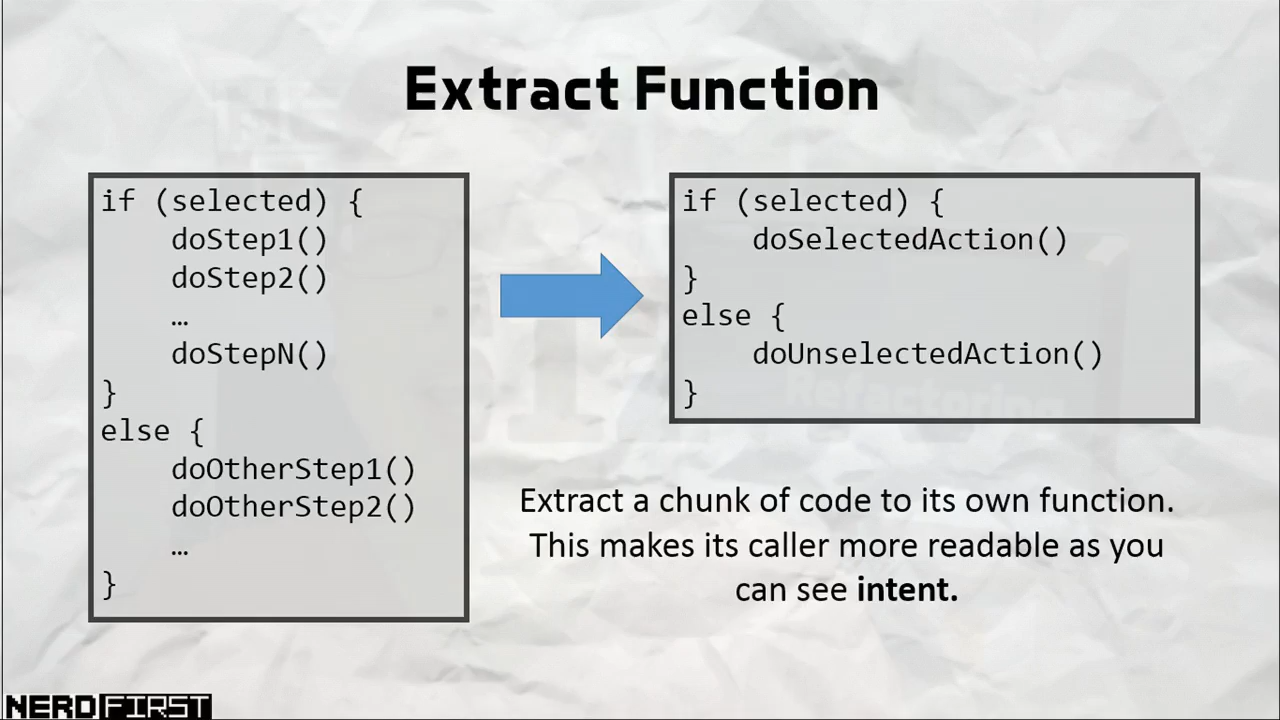 Extract Function
if (selected) {
doStep1()
doStep2()
…
doStepN()
}
else {
doOtherStep1()
doOtherStep2()
…
}
if (selected) {
doSelectedAction()
}
else {
doUnselectedAction()
}
Refactoring
Extract a chunk of code to its own function.
This makes its caller more readable as you
can see intent.
NERDFIRST